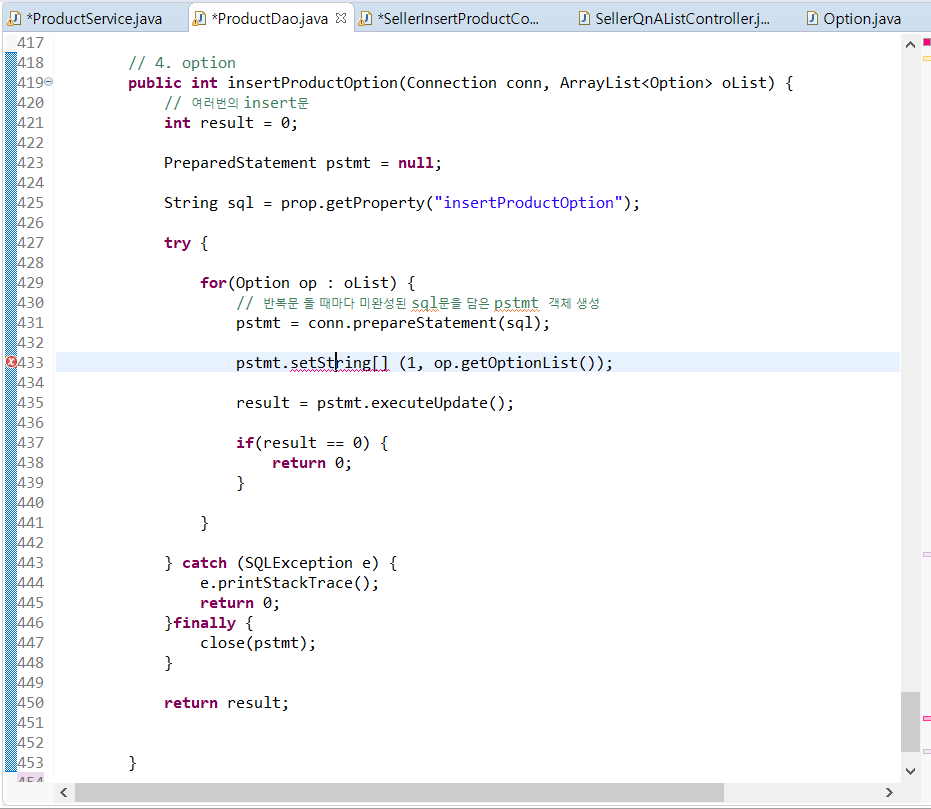 *ProductService.java *ProductDao.java *SellerInsertProductCo... SellerQnAListController.j... Option.java
417
418 // 4. option
419 public int insertProductOption(Connection conn, ArrayList<Option> oList) {
420 // 여러번의 insert문
421 int result = 0;
422
423 PreparedStatement pstmt = null;
424
425 String sql = prop.getProperty("insertProductOption");
426
427 try {
428
429 for(Option op : oList) {
430 // 반복문 돌 때마다 미완성된 sql문을 담은 pstmt 객체 생성
431 pstmt = conn.prepareStatement(sql);
432
433 pstmt.setString[] (1, op.getOptionList());
434
435 result = pstmt.executeUpdate();
436
437 if(result == 0) {
438 return 0;
439 }
440
441 }
442
443 } catch (SQLException e) {
444 e.printStackTrace();
445 return 0;
446 }finally {
447 close(pstmt);
448 }
449
450 return result;
451
452
453 }
454